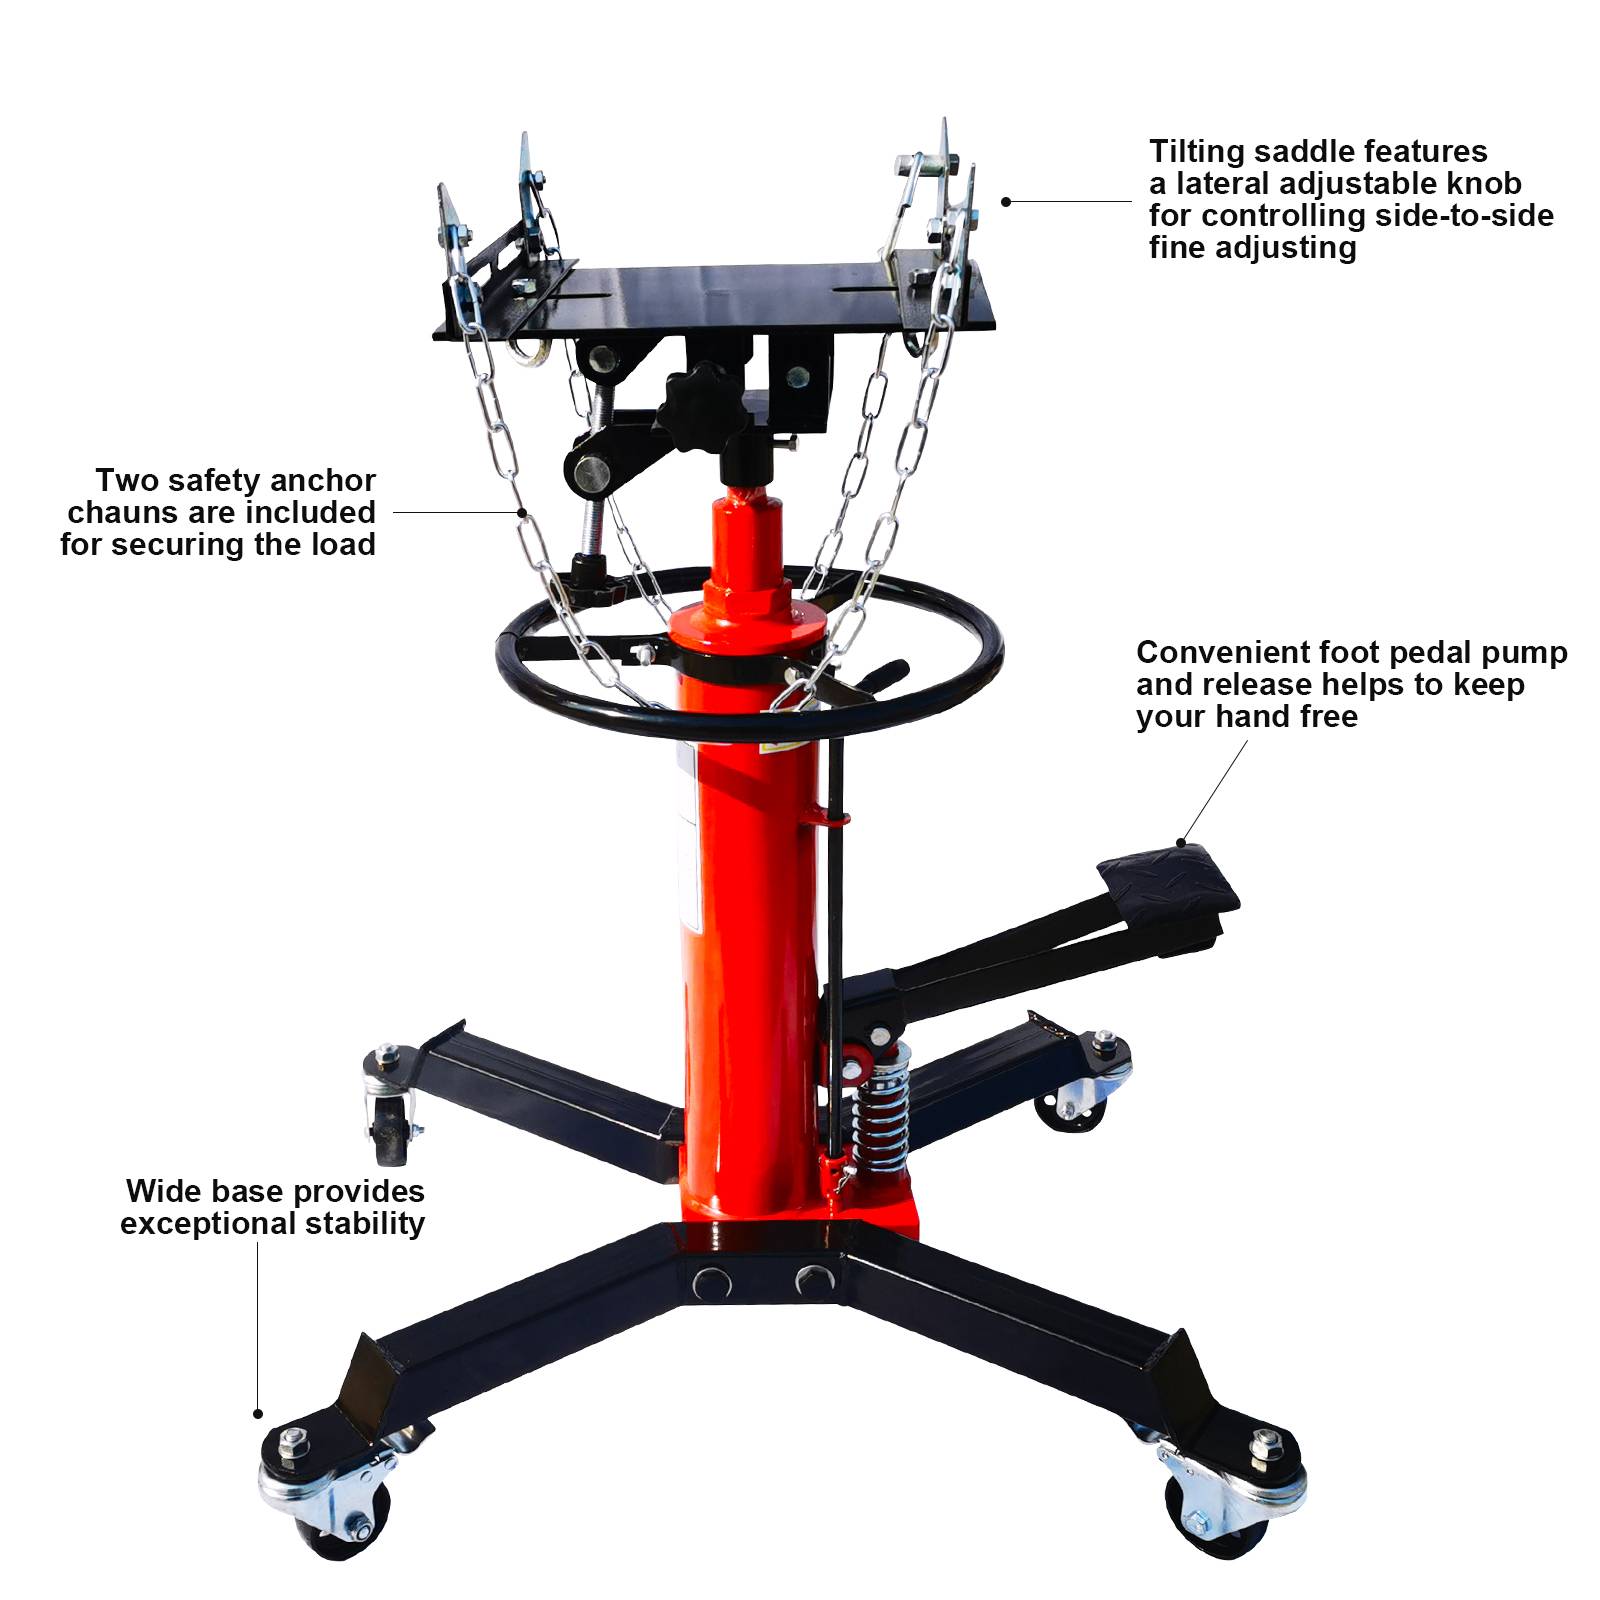 Tilting saddle features
a lateral adjustable knob
for controlling side-to-side
fine adjusting
Two safety anchor
chauns are included
for securing the load
Convenient foot pedal pump
and release helps to keep
your hand free
Wide base provides
exceptional stability